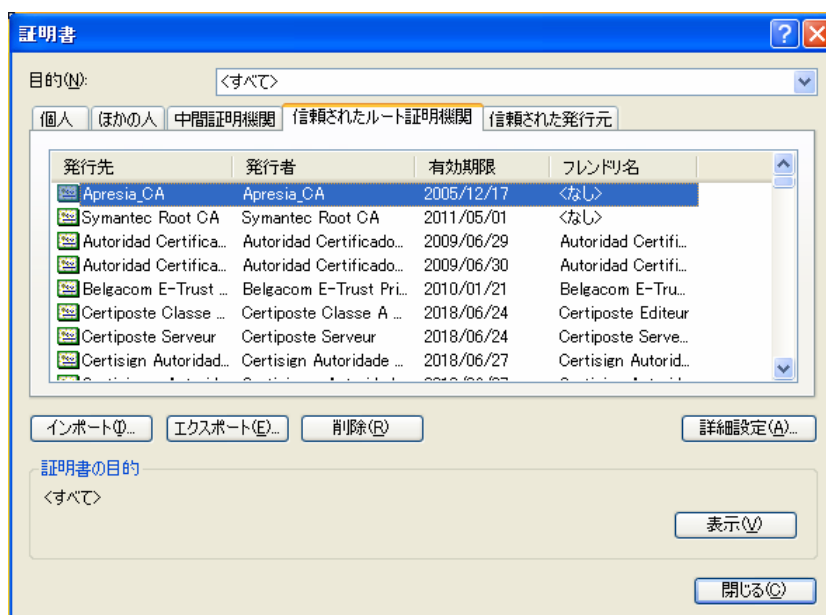 証明書
目的(N): <すべて>
個人 ほかの人 中間証明機関 信頼されたルート証明機関 信頼された発行元
発行先 発行者 有効期限 フレンドリ名
Apresia_CA Apresia_CA 2005/12/17 <なし>
Symantec Root CA Symantec Root CA 2011/05/01 <なし>
Autoridad Certifica... Autoridad Certificado... 2009/06/29 Autoridad Certifi...
Autoridad Certifica... Autoridad Certificado... 2009/06/30 Autoridad Certifi...
Belgacom E-Trust ... Belgacom E-Trust Pri... 2010/01/21 Belgacom E-Tru...
Certiposte Classe ... Certiposte Classe A ... 2018/06/24 Certiposte Editeur
Certiposte Serveur Certiposte Serveur 2018/06/24 Certiposte Serve...
Certisign Autoridad... Certisign Autoridade ... 2018/06/27 Certisign Autorid...
インポート(I)... エクスポート(E)... 削除(R) 詳細設定(A)...
証明書の目的
<すべて>
表示(V)
閉じる(C)